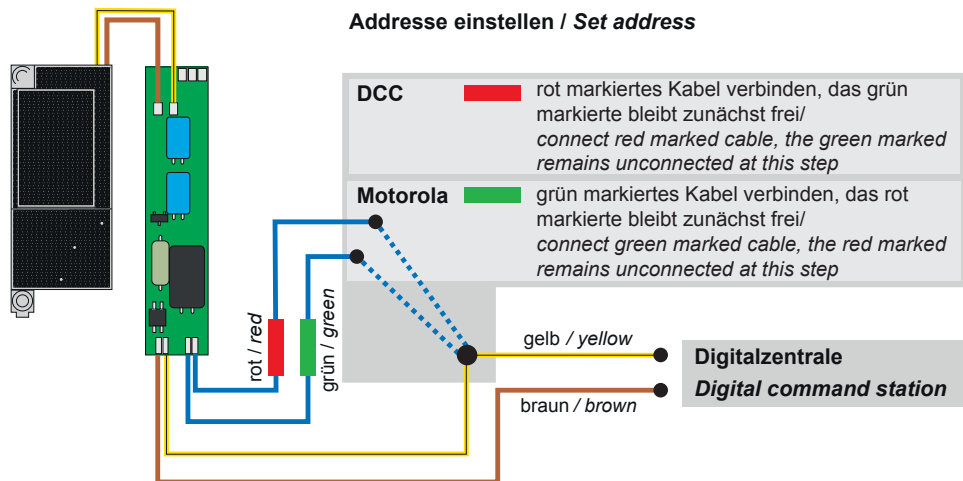 Addresse einstellen / Set address
DCC
rot markiertes Kabel verbinden, das grün
markierte bleibt zunächst frei/
connect red marked cable, the green marked
remains unconnected at this step
Motorola
grün markiertes Kabel verbinden, das rot
markierte bleibt zunächst frei/
connect green marked cable, the red marked
remains unconnected at this step
rot / red
grün / green
gelb / yellow
braun / brown
Digitalzentrale
Digital command station